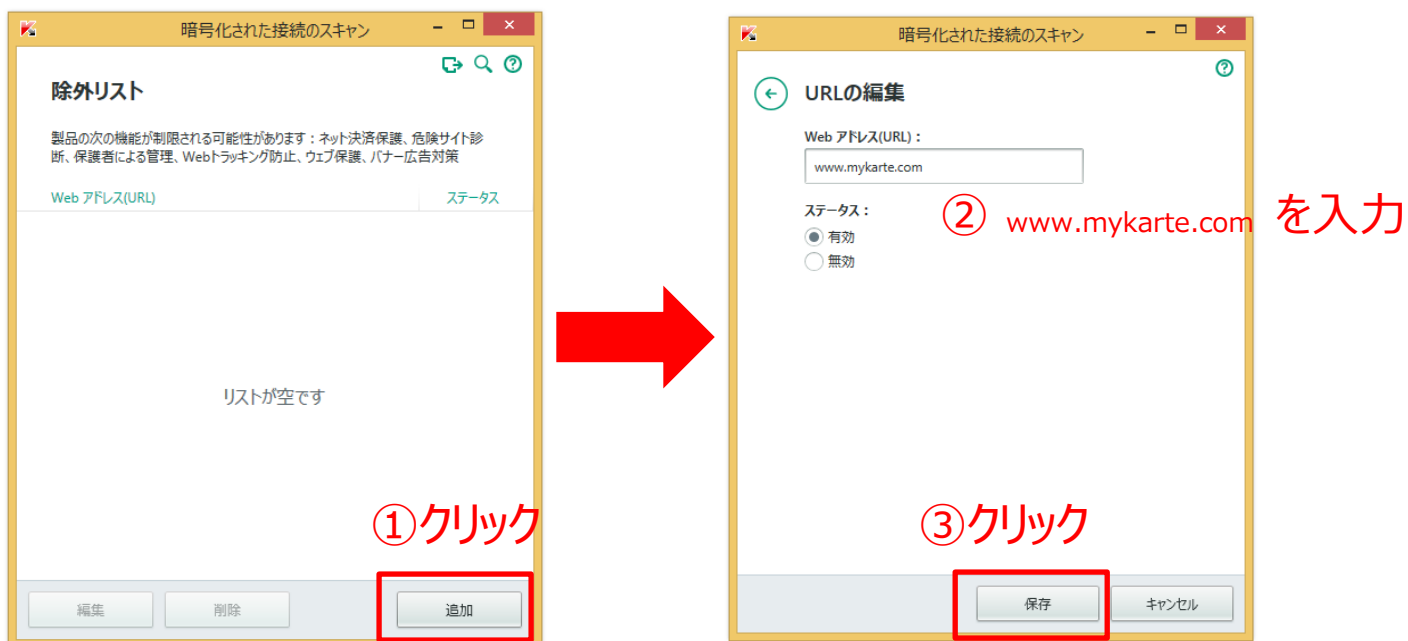 暗号化された接続のスキャン
除外リスト
製品の次の機能が制限される可能性があります：ネット決済保護、危険サイト診
断、保護者による管理、Webトラッキング防止、ウェブ保護、バナー広告対策
Web アドレス(URL) ステータス
リストが空です
①クリック
編集 削除 追加
暗号化された接続のスキャン
URLの編集
Web アドレス(URL)：
www.mykarte.com
ステータス：
有効
無効
② www.mykarte.com を入力
③クリック
保存 キャンセル